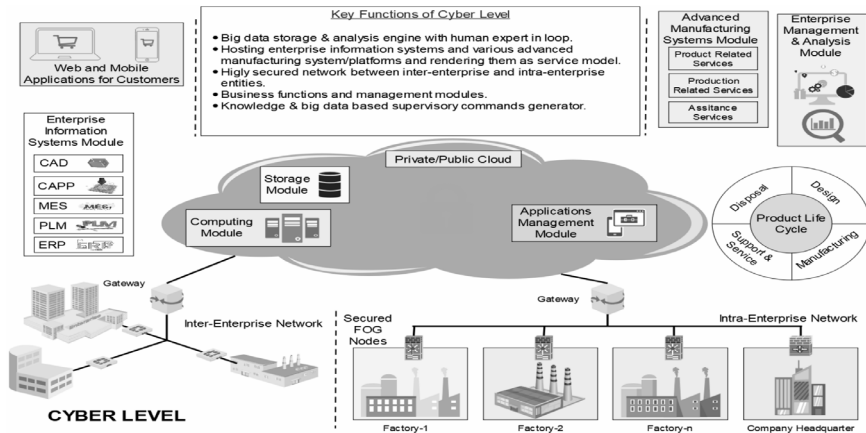 Key Functions of Cyber Level
• Big data storage & analysis engine with human expert in loop.
• Hosting enterprise information systems and various advanced
manufacturing system/platforms and rendering them as service model.
• Higly secured network between inter-enterprise and intra-enterprise
entities.
• Business functions and management modules.
• Knowledge & big data based supervisory commands generator.
Web and Mobile
Applications for Customers
Advanced
Manufacturing
Systems Module
Product Related
Services
Production
Related Services
Assitance
Services
Enterprise
Management
& Analysis
Module
Enterprise
Information
Systems Module
CAD
CAPP
MES
MES
PLM
PLM
ERP
ERP
Private/Public Cloud
Storage
Module
Computing
Module
Applications
Management
Module
Disposal
Design
Product Life
Cycle
Support &
Service
Manufacturing
Gateway
Inter-Enterprise Network
Gateway
Secured
FOG
Nodes
Intra-Enterprise Network
CYBER LEVEL
Factory-1
Factory-2
Factory-n
Company Headquarter